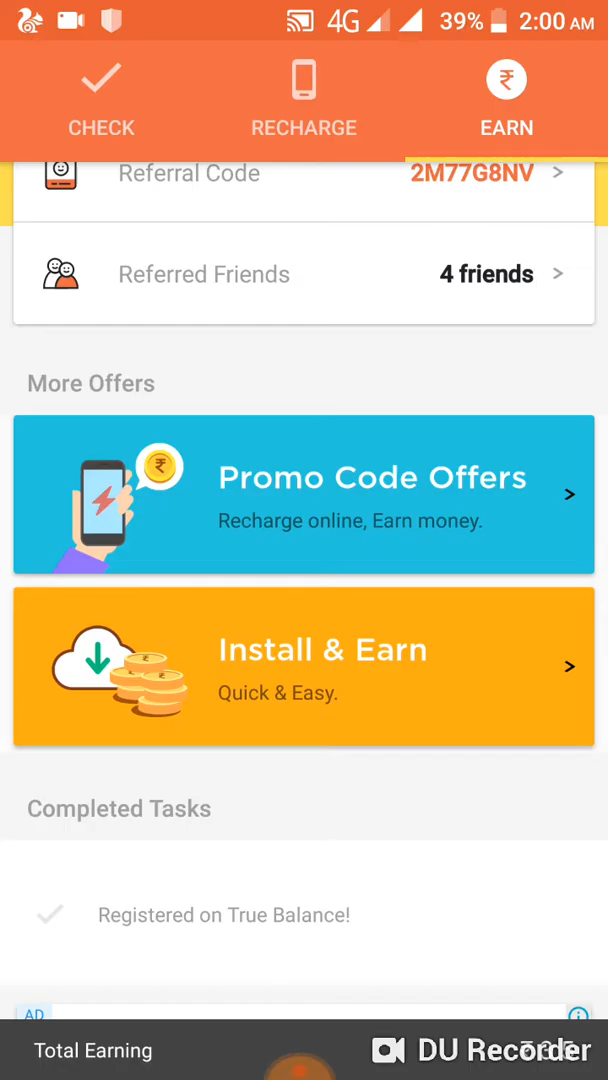 4G 39% 2:00 AM
CHECK RECHARGE EARN
Referral Code 2M77G8NV >
Referred Friends 4 friends >
More Offers
Promo Code Offers
Recharge online, Earn money.
Install & Earn
Quick & Easy.
Completed Tasks
Registered on True Balance!
AD
Total Earning DU Recorder